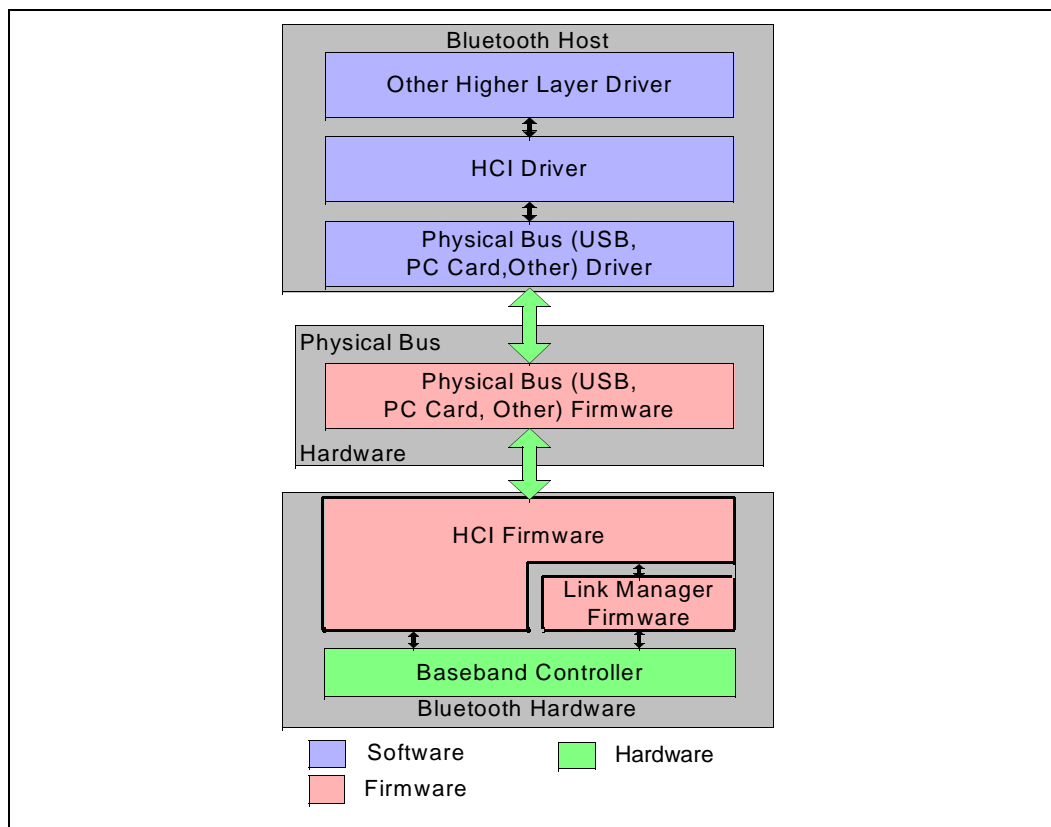 Bluetooth Host
Other Higher Layer Driver
HCI Driver
Physical Bus (USB,
PC Card,Other) Driver
Physical Bus
Physical Bus (USB,
PC Card, Other) Firmware
Hardware
HCI Firmware
Link Manager
Firmware
Baseband Controller
Bluetooth Hardware
Software
Hardware
Firmware